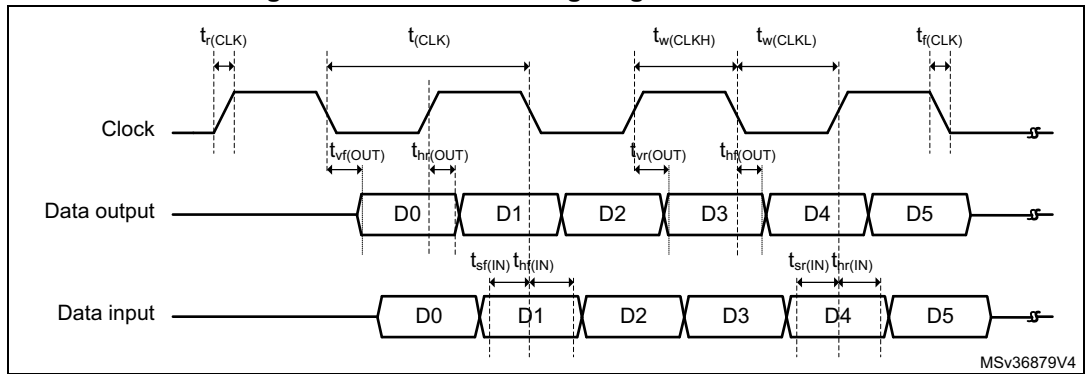 t_r(CLK) t_(CLK) t_w(CLKH) t_w(CLKL) t_f(CLK)
Clock
t_vf(OUT) t_hr(OUT) t_vr(OUT) t_hf(OUT)
Data output D0 D1 D2 D3 D4 D5
t_sf(IN) t_hf(IN) t_sr(IN) t_hr(IN)
Data input D0 D1 D2 D3 D4 D5
MSv36879V4